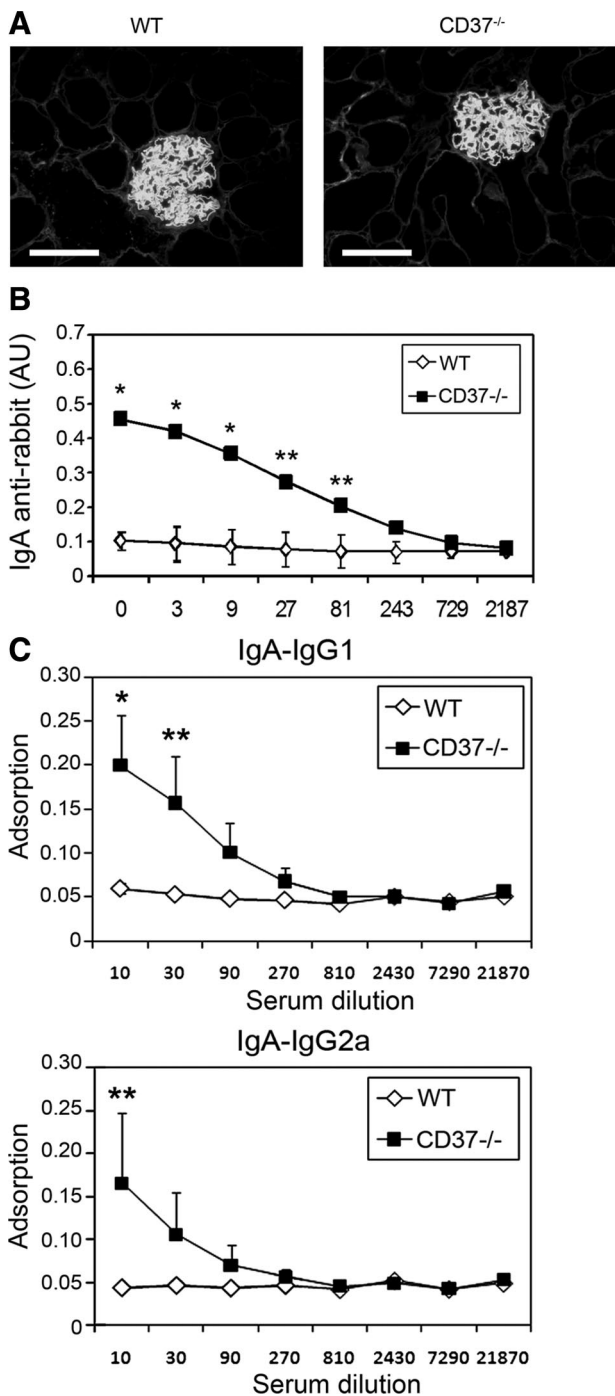 A
WT
CD37-/-
B
0.7
0.6
0.5
0.4
0.3
0.2
0.1
0
IgA anti-rabbit (AU)
WT
CD37-/-
*
*
*
**
**
0 3 9 27 81 243 729 2187
C
IgA-IgG1
0.30
0.25
0.20
0.15
0.10
0.05
0
Adsorption
WT
CD37-/-
*
**
10 30 90 270 810 2430 7290 21870
Serum dilution
IgA-IgG2a
0.30
0.25
0.20
0.15
0.10
0.05
0
Adsorption
WT
CD37-/-
**
10 30 90 270 810 2430 7290 21870
Serum dilution